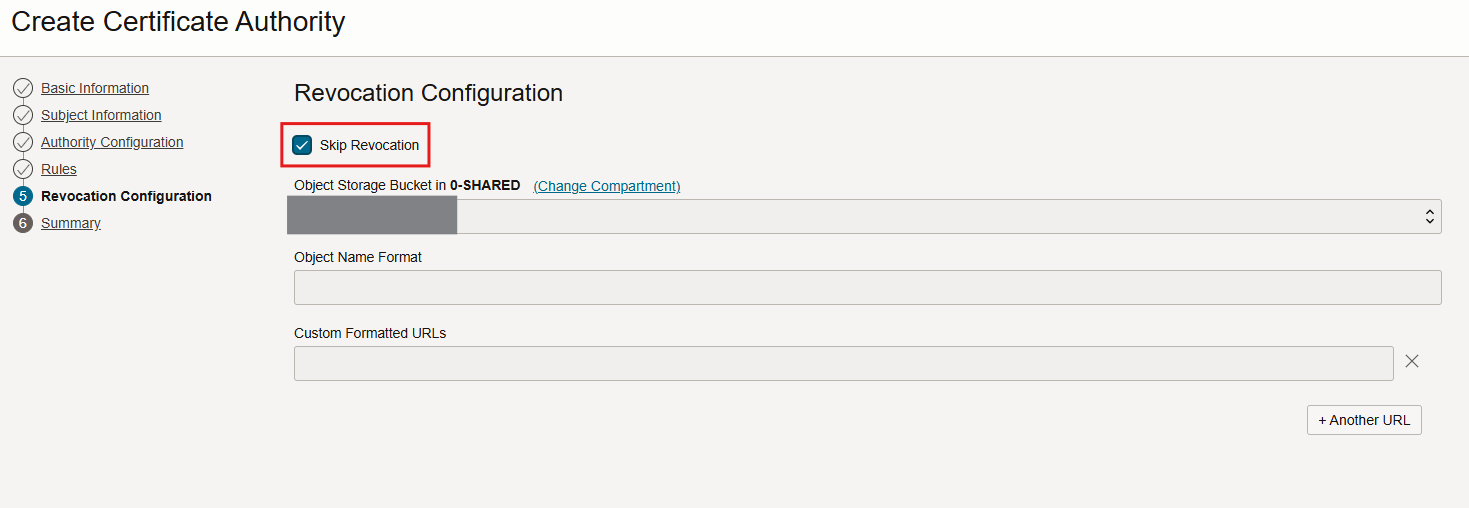 Create Certificate Authority
Basic Information
Subject Information
Authority Configuration
Rules
5 Revocation Configuration
6 Summary
Revocation Configuration
Skip Revocation
Object Storage Bucket in 0-SHARED (Change Compartment)
Object Name Format
Custom Formatted URLs
+ Another URL